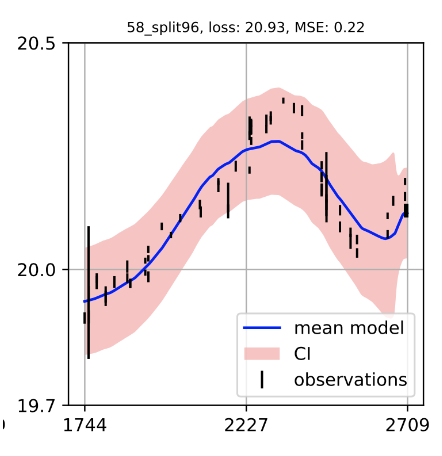 58_split96, loss: 20.93, MSE: 0.22
20.5
20.0
19.7
mean model
CI
observations
1744
2227
2709